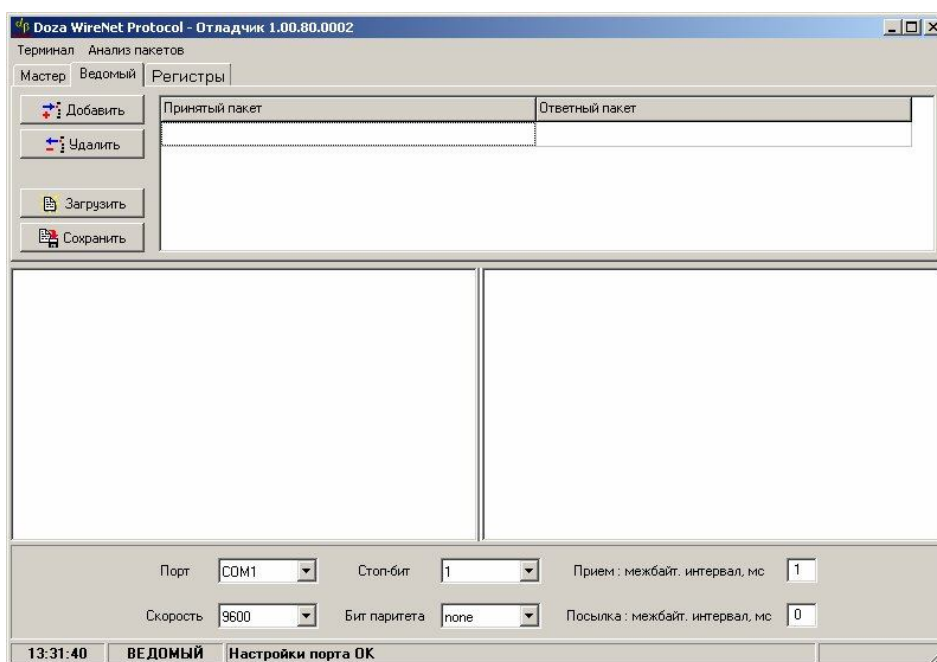 Doza WireNet Protocol - Отладчик 1.00.80.0002
Терминал Анализ пакетов
Мастер Ведомый Регистры
Добавить Принятый пакет Ответный пакет
Удалить
Загрузить
Сохранить
Порт COM1 Стоп-бит 1 Прием : межбайт. интервал, мс 1
Скорость 9600 Бит паритета none Посылка : межбайт. интервал, мс 0
13:31:40 ВЕДОМЫЙ Настройки порта OK